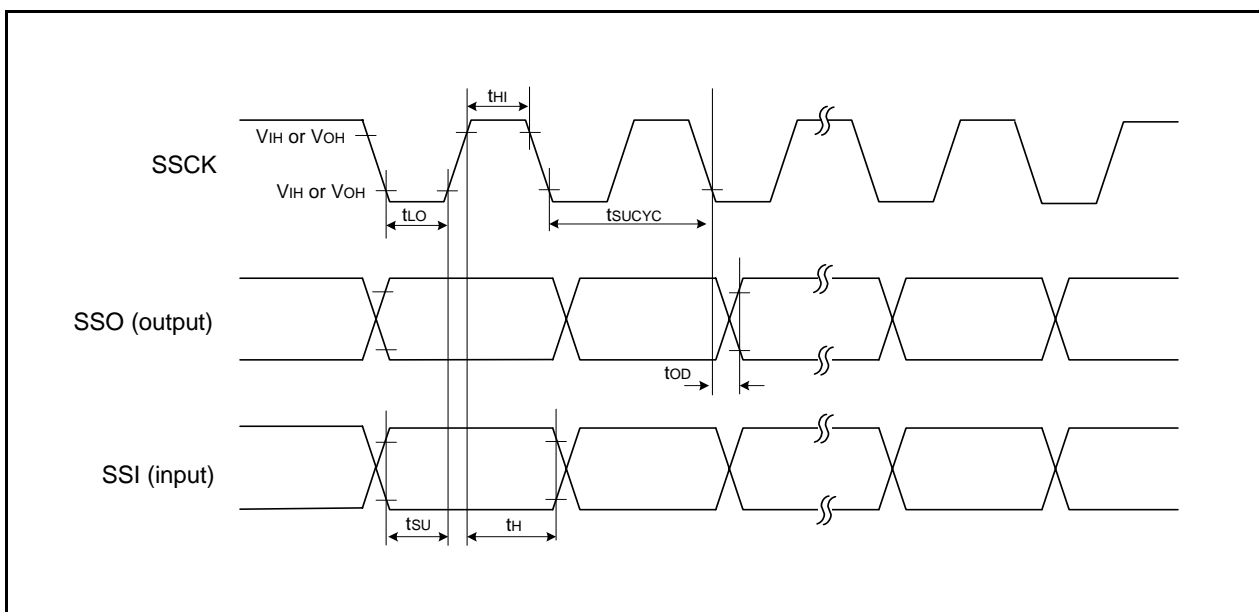 tHI
VIH or VOH
SSCK
VIH or VOH
tLO
tSUCYC
SSO (output)
tOD
SSI (input)
tSU
tH